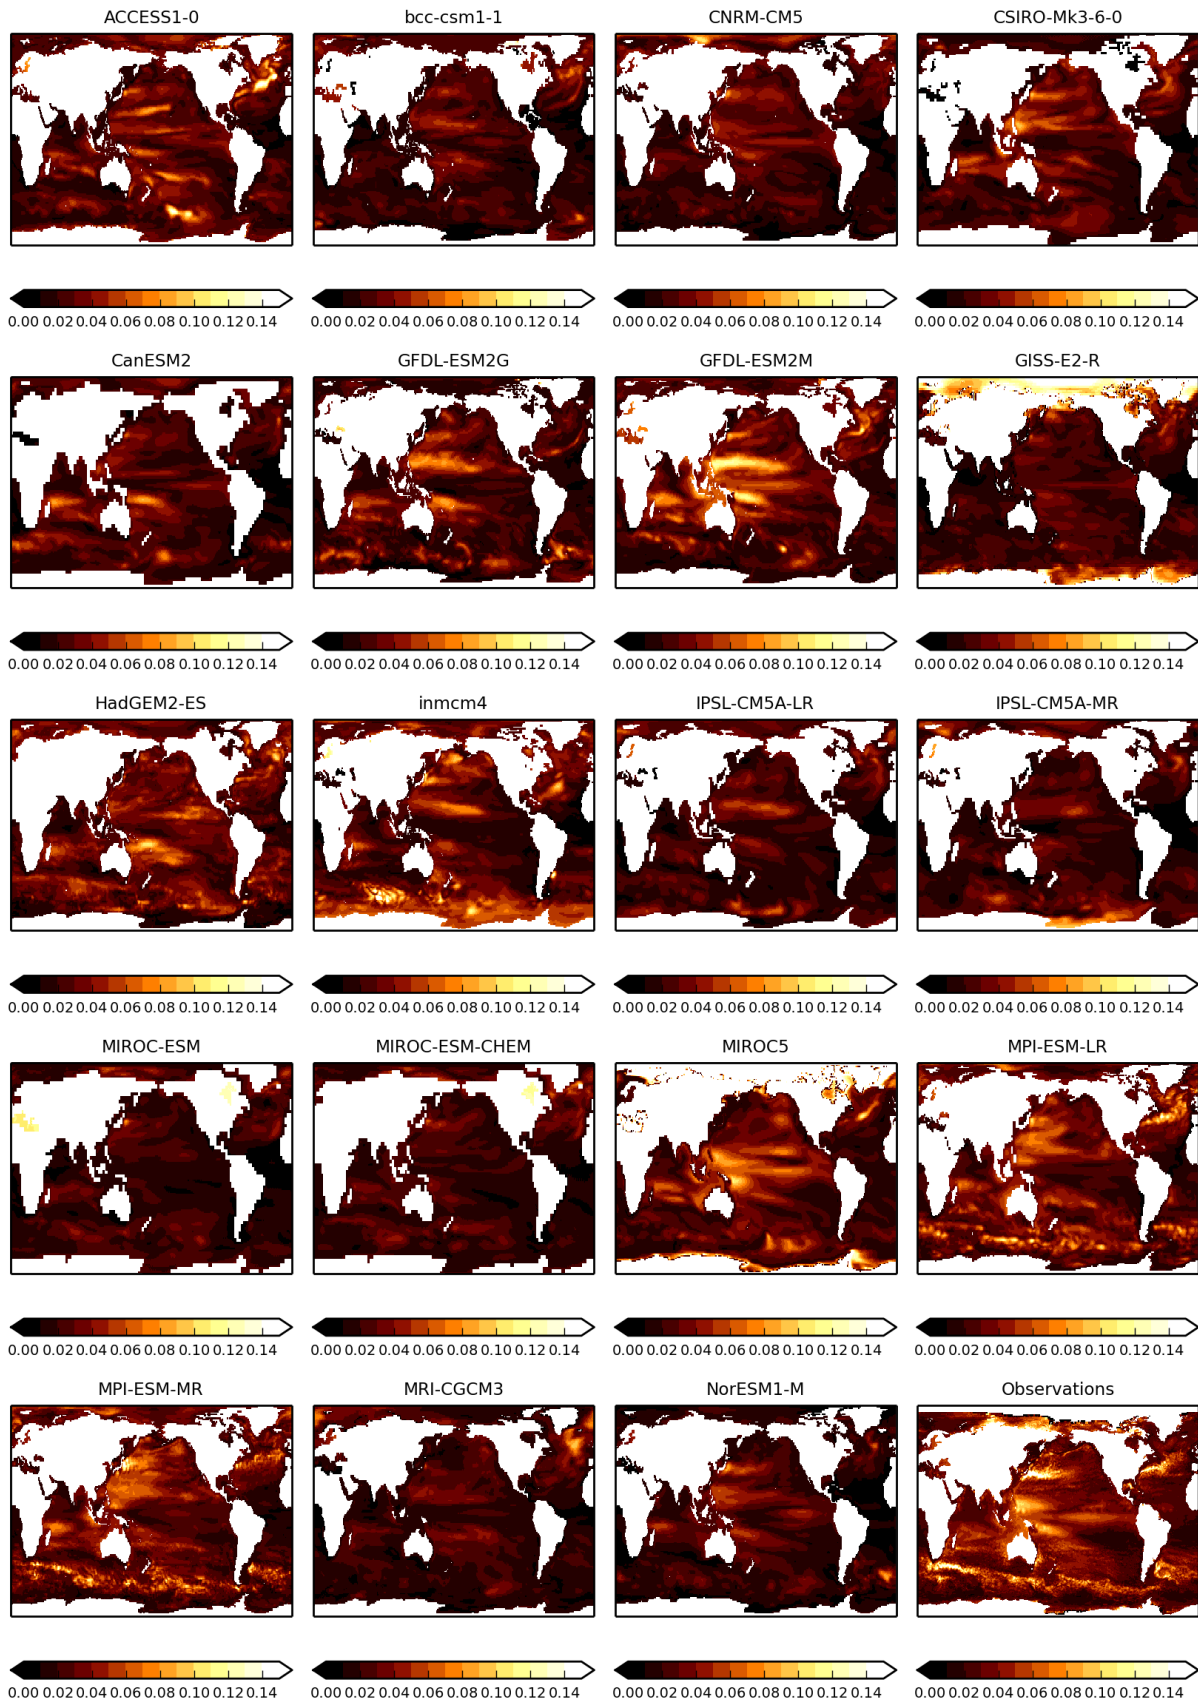 ACCESS1-0 bcc-csm1-1 CNRM-CM5 CSIRO-Mk3-6-0
0.00 0.02 0.04 0.06 0.08 0.10 0.12 0.14 0.00 0.02 0.04 0.06 0.08 0.10 0.12 0.14 0.00 0.02 0.04 0.06 0.08 0.10 0.12 0.14 0.00 0.02 0.04 0.06 0.08 0.10 0.12 0.14
CanESM2 GFDL-ESM2G GFDL-ESM2M GISS-E2-R
0.00 0.02 0.04 0.06 0.08 0.10 0.12 0.14 0.00 0.02 0.04 0.06 0.08 0.10 0.12 0.14 0.00 0.02 0.04 0.06 0.08 0.10 0.12 0.14 0.00 0.02 0.04 0.06 0.08 0.10 0.12 0.14
HadGEM2-ES inmcm4 IPSL-CM5A-LR IPSL-CM5A-MR
0.00 0.02 0.04 0.06 0.08 0.10 0.12 0.14 0.00 0.02 0.04 0.06 0.08 0.10 0.12 0.14 0.00 0.02 0.04 0.06 0.08 0.10 0.12 0.14 0.00 0.02 0.04 0.06 0.08 0.10 0.12 0.14
MIROC-ESM MIROC-ESM-CHEM MIROC5 MPI-ESM-LR
0.00 0.02 0.04 0.06 0.08 0.10 0.12 0.14 0.00 0.02 0.04 0.06 0.08 0.10 0.12 0.14 0.00 0.02 0.04 0.06 0.08 0.10 0.12 0.14 0.00 0.02 0.04 0.06 0.08 0.10 0.12 0.14
MPI-ESM-MR MRI-CGCM3 NorESM1-M Observations
0.00 0.02 0.04 0.06 0.08 0.10 0.12 0.14 0.00 0.02 0.04 0.06 0.08 0.10 0.12 0.14 0.00 0.02 0.04 0.06 0.08 0.10 0.12 0.14 0.00 0.02 0.04 0.06 0.08 0.10 0.12 0.14